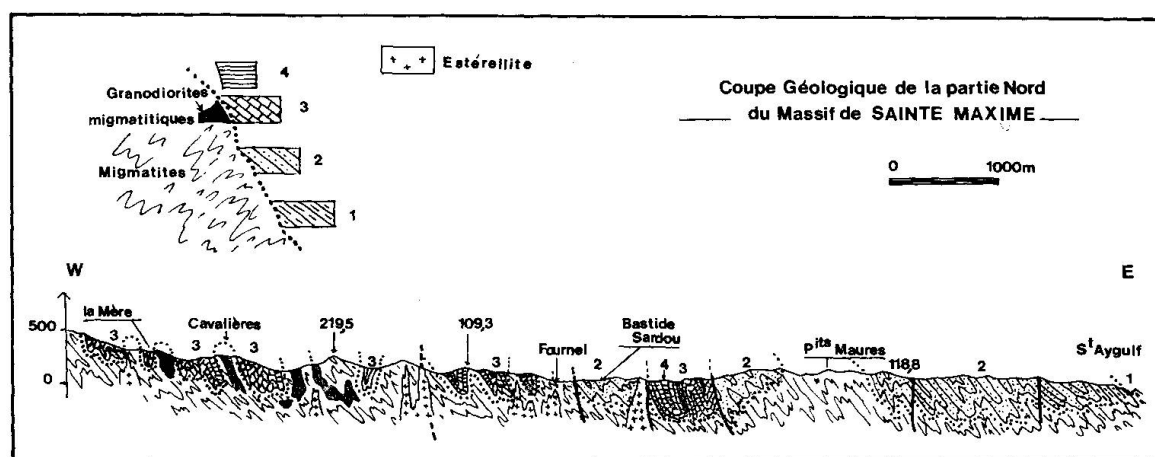 4
Estérellite
Granodiorites
3
migmatitiques
2
Migmatites
1
Coupe Géologique de la partie Nord
du Massif de SAINTE MAXIME
0 1000m
W
E
500
0
la Mère
3
Cavalières
3
3
219,5
3
109,3
3
Fournel
2
Bastide
Sardou
4
3
2
pits Maures
118,8
2
St Aygulf
1